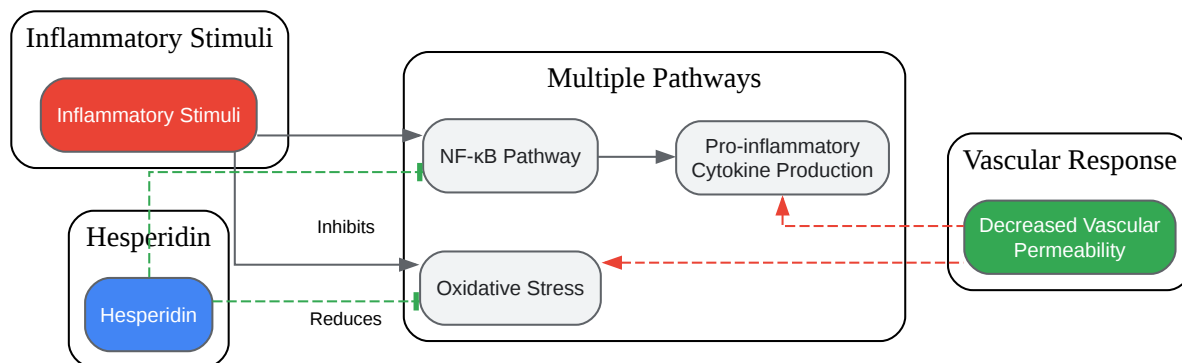 Inflammatory Stimuli
Inflammatory Stimuli
Multiple Pathways
NF-κB Pathway
Pro-inflammatory
Cytokine Production
Vascular Response
Decreased Vascular
Permeability
Inhibits
Hesperidin
Hesperidin
Oxidative Stress
Reduces